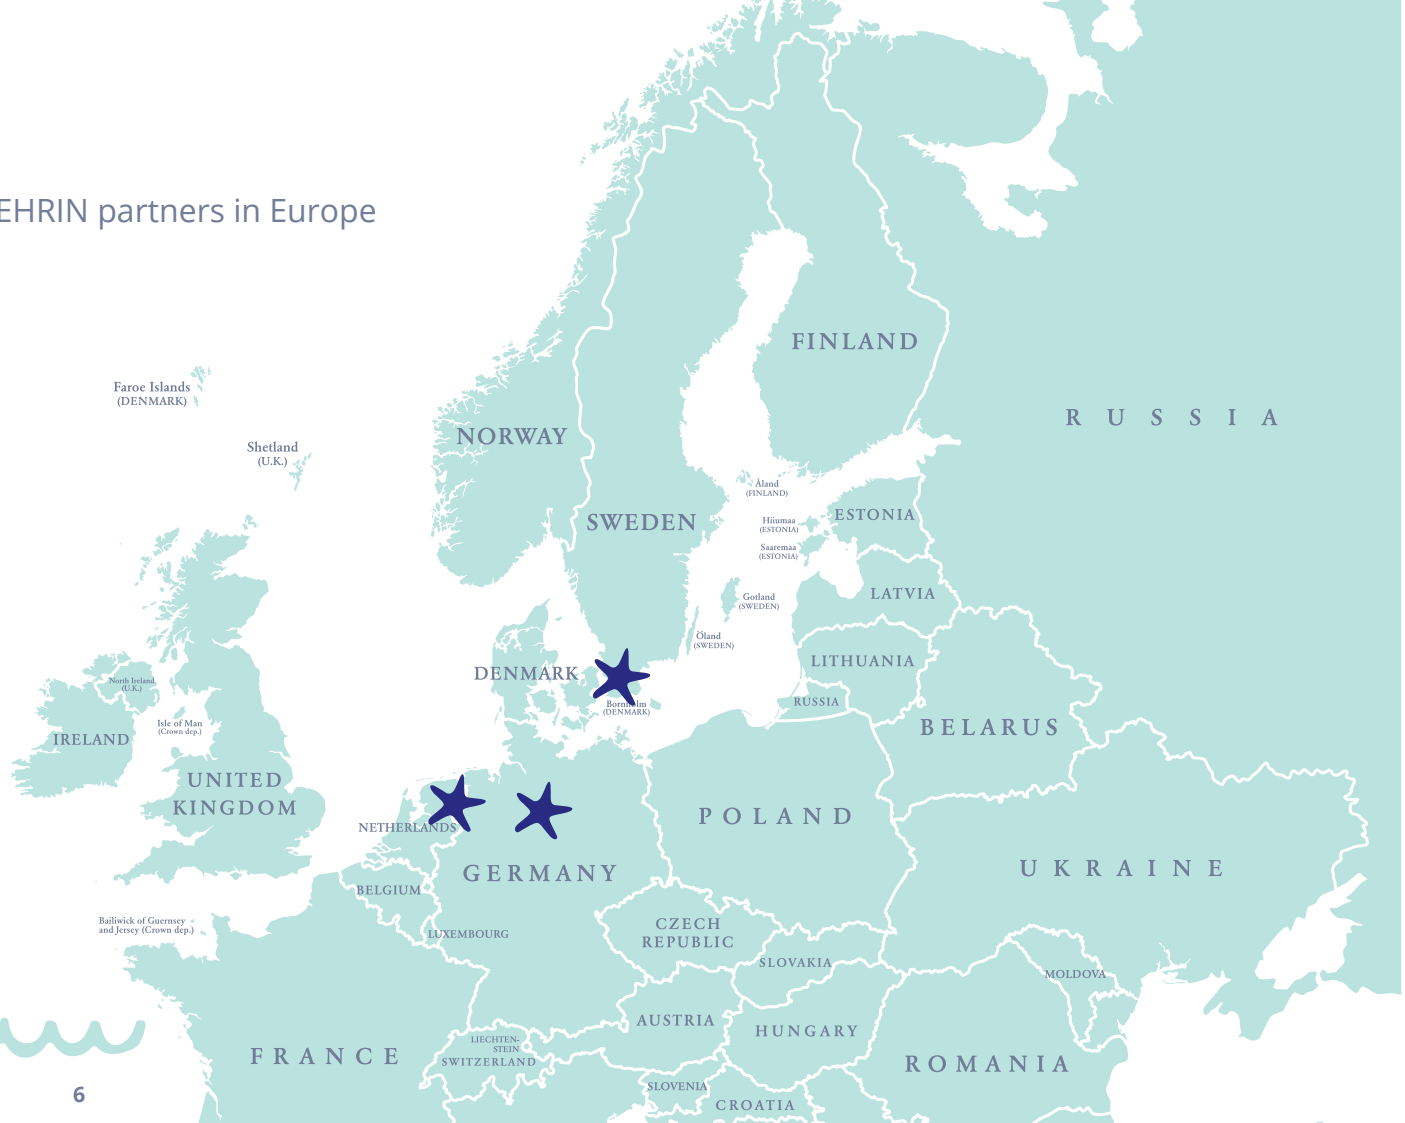 EHRIN partners in Europe
FINLAND
Faroe Islands
(DENMARK)
RUSSIA
NORWAY
Shetland
(U.K.)
Åland
(FINLAND)
SWEDEN
Hiiumaa
(ESTONIA)
ESTONIA
Saaremaa
(ESTONIA)
LATVIA
Gotland
(SWEDEN)
Öland
(SWEDEN)
LITHUANIA
DENMARK
North Ireland
(U.K.)
RUSSIA
(DENMARK)
Isle of Man
(Crown dep.)
BELARUS
IRELAND
UNITED
KINGDOM
POLAND
NETHERLANDS
GERMANY
UKRAINE
BELGIUM
Bailiwick of Guernsey
and Jersey (Crown dep.)
CZECH
REPUBLIC
LUXEMBOURG
SLOVAKIA
MOLDOVA
AUSTRIA
HUNGARY
LIECHTEN-
STEIN
SWITZERLAND
FRANCE
ROMANIA
SLOVENIA
CROATIA
6